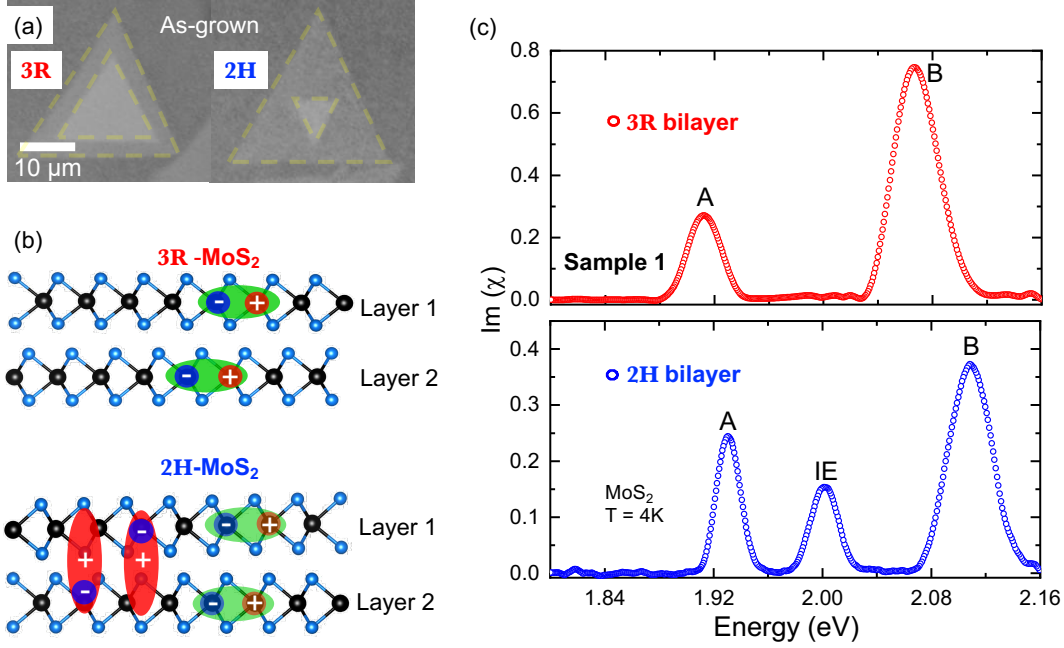 (a)
As-grown
3R
2H
10 µm
(b)
3R -MoS₂
- +
Layer 1
- +
Layer 2
2H-MoS₂
- - +
Layer 1
+ +
- - +
Layer 2
(c)
0.8
0.6
0.4
0.2
0.0
A
B
3R bilayer
Sample 1
Im (χ)
0.4
0.3
0.2
0.1
0.0
2H bilayer
A
IE
B
MoS₂
T = 4K
1.84 1.92 2.00 2.08 2.16
Energy (eV)